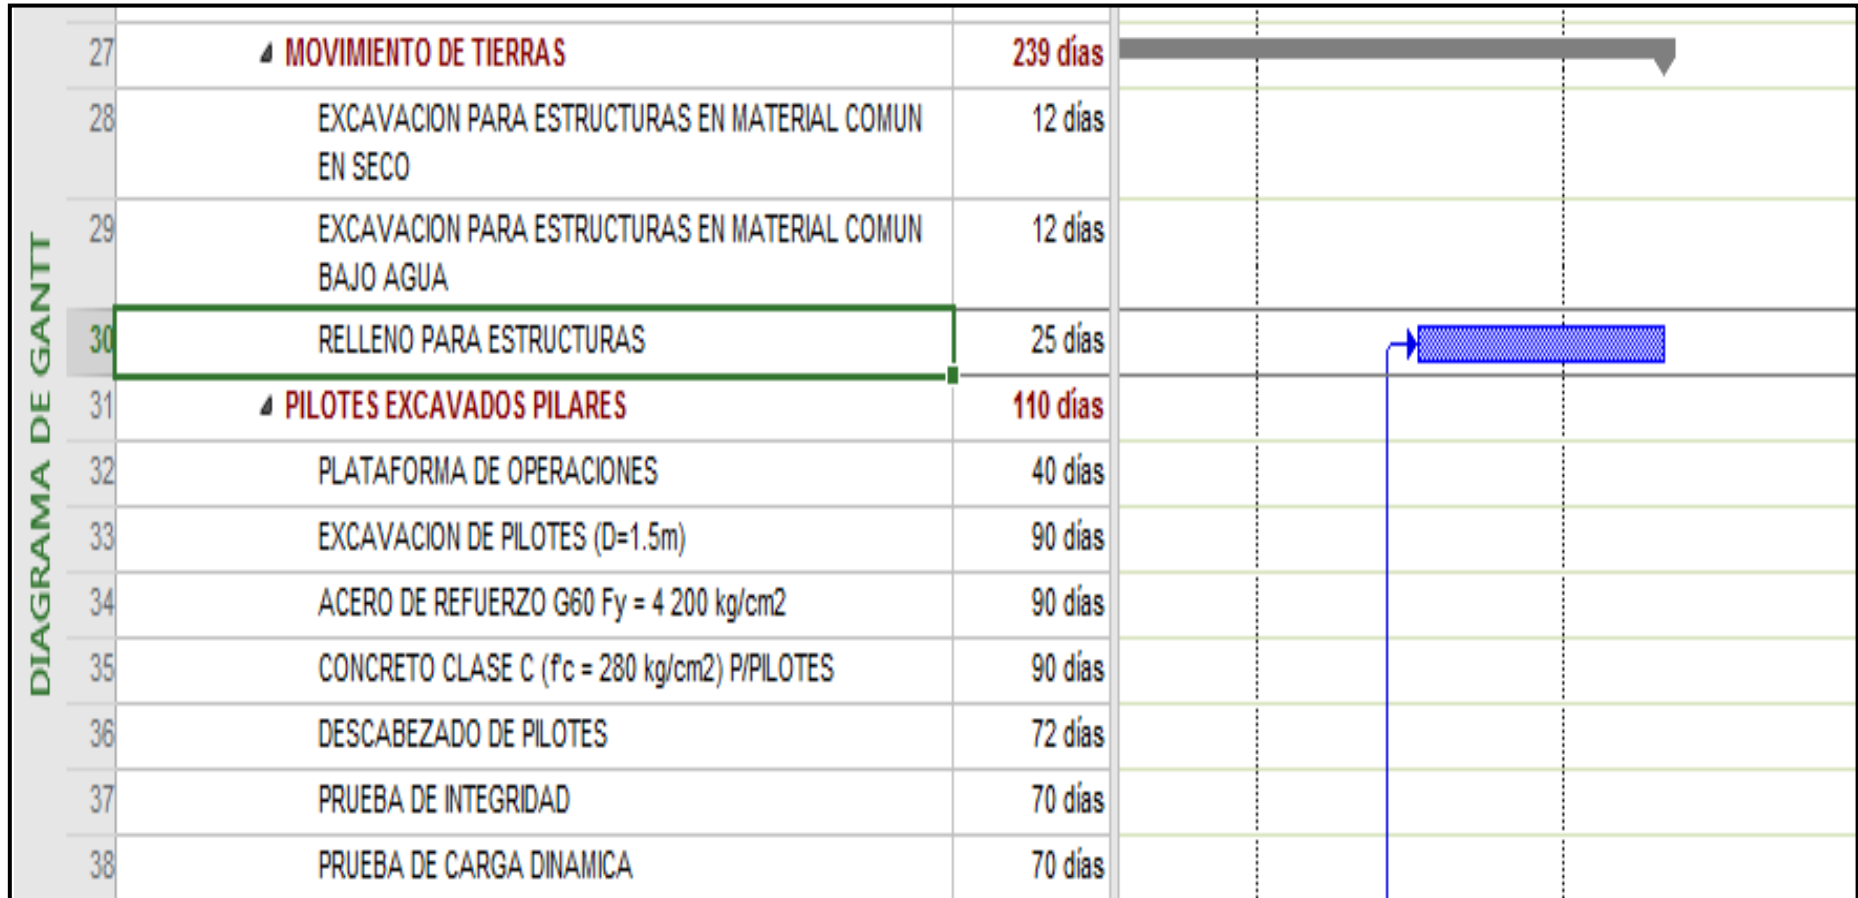 DIAGRAMA DE GANTT
27 MOVIMIENTO DE TIERRAS 239 días
28 EXCAVACION PARA ESTRUCTURAS EN MATERIAL COMUN 12 días
EN SECO
29 EXCAVACION PARA ESTRUCTURAS EN MATERIAL COMUN 12 días
BAJO AGUA
30 RELLENO PARA ESTRUCTURAS 25 días
31 PILOTES EXCAVADOS PILARES 110 días
32 PLATAFORMA DE OPERACIONES 40 días
33 EXCAVACION DE PILOTES (D=1.5m) 90 días
34 ACERO DE REFUERZO G60 Fy = 4 200 kg/cm2 90 días
35 CONCRETO CLASE C (f'c = 280 kg/cm2) P/PILOTES 90 días
36 DESCABEZADO DE PILOTES 72 días
37 PRUEBA DE INTEGRIDAD 70 días
38 PRUEBA DE CARGA DINAMICA 70 días